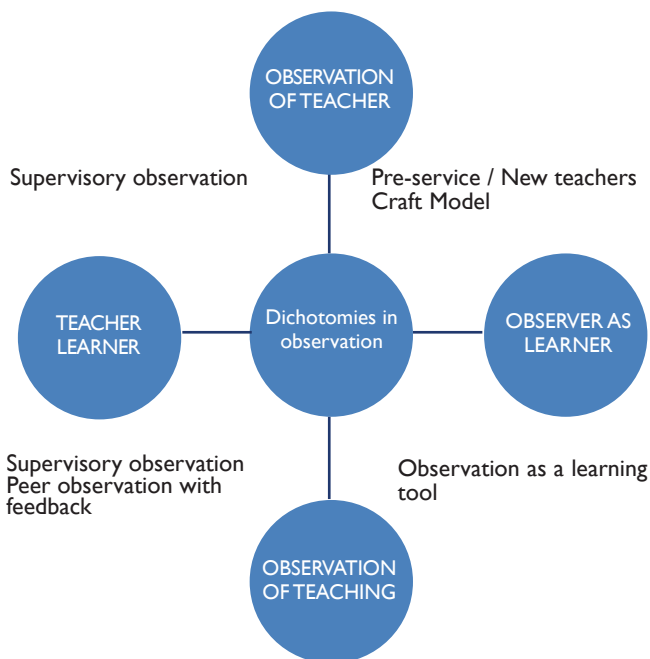 OBSERVATION
OF TEACHER
Supervisory observation
Pre-service / New teachers
Craft Model
TEACHER
LEARNER
Dichotomies in
observation
OBSERVER AS
LEARNER
Supervisory observation
Peer observation with
feedback
Observation as a learning
tool
OBSERVATION
OF TEACHING